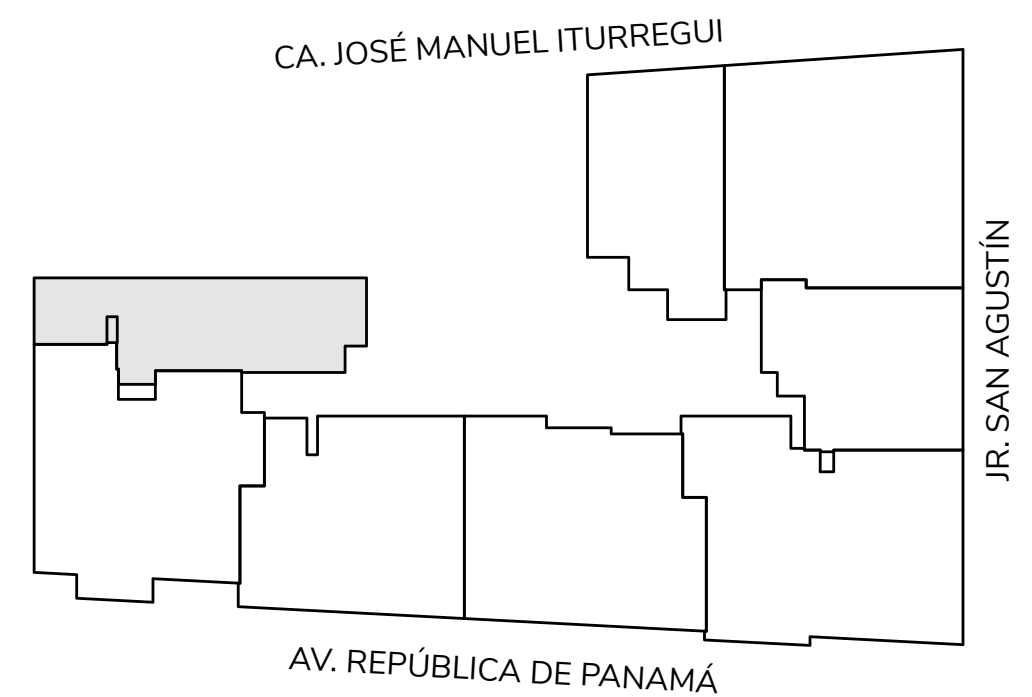 CA. JOSÉ MANUEL ITURREGUI
JR. SAN AGUSTÍN
AV. REPÚBLICA DE PANAMÁ